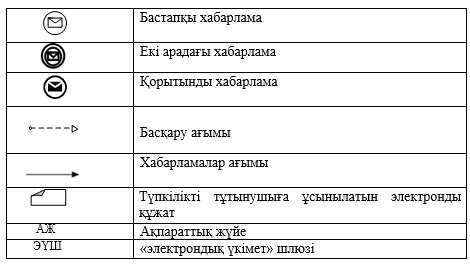 Бастапқы хабарлама
Екі арадағы хабарлама
Қорытынды хабарлама
Басқару ағымы
Хабарламалар ағымы
Түпкілікті тұтынушыға ұсынылатын электронды
құжат
АЖ Ақпараттық жүйе
ЭҮШ «электрондық үкімет» шлюзі